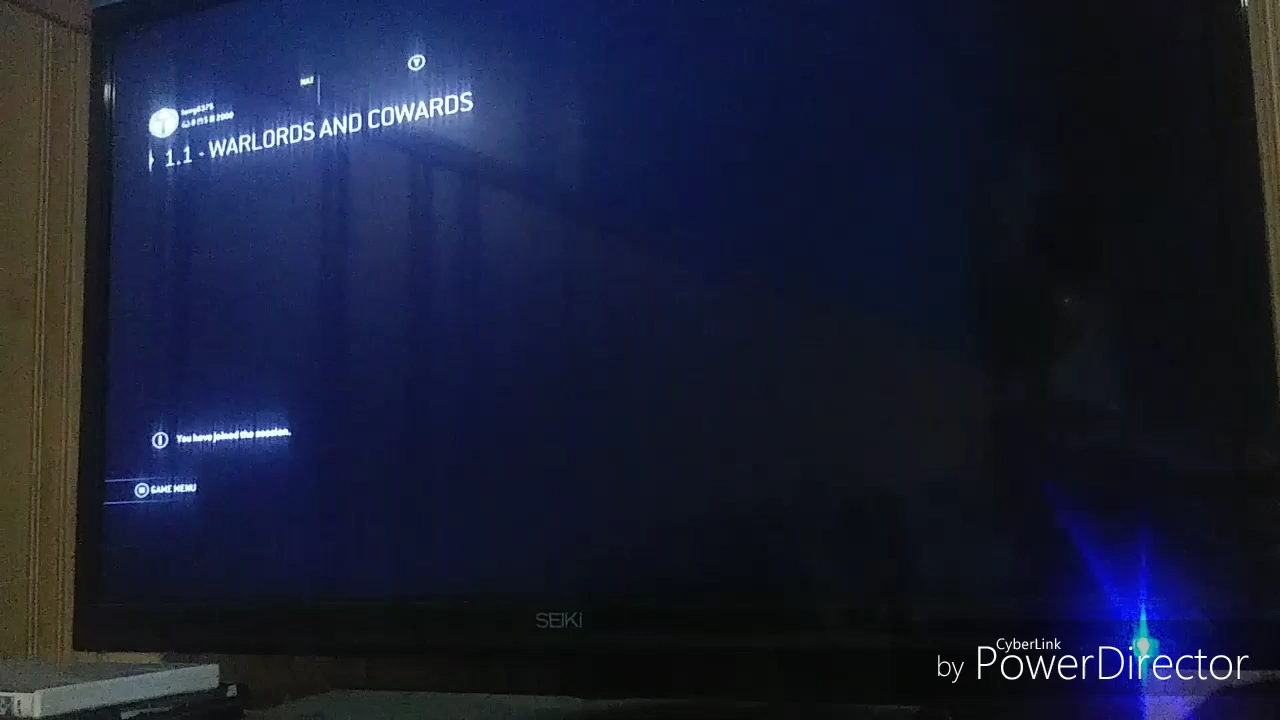 1.1 - WARLORDS AND COWARDS
You have joined the session.
GAME MENU
SEIKI
CyberLink
by PowerDirector